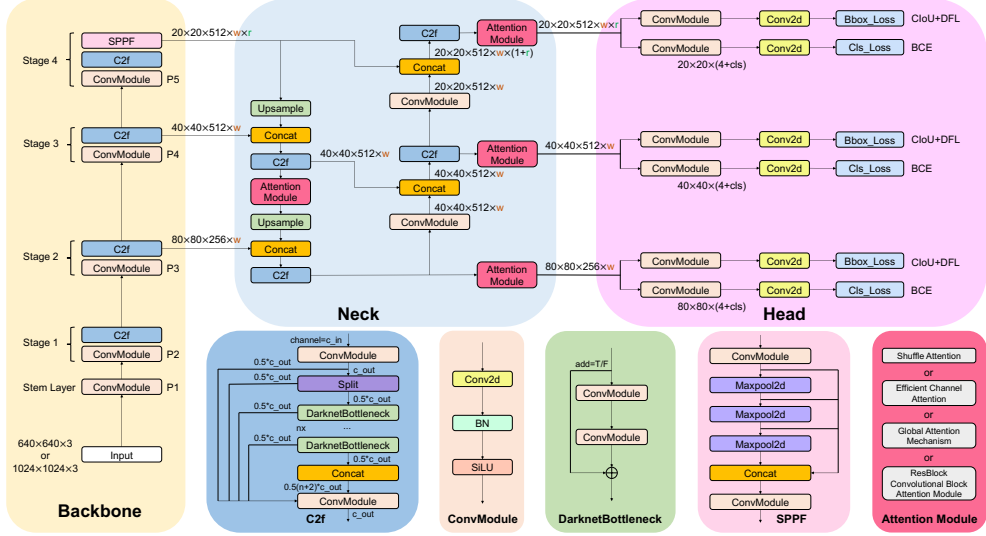 Stage 4
SPPF
C2f
ConvModule
P5
Stage 3
C2f
ConvModule
P4
Stage 2
C2f
ConvModule
P3
Stage 1
C2f
ConvModule
P2
Stem Layer
ConvModule
P1
640×640×3
or
1024×1024×3
Input
Backbone
20×20×512×w×r
40×40×512×w
80×80×256×w
Upsample
Concat
C2f
Attention
Module
Upsample
Concat
C2f
40×40×512×w
C2f
20×20×512×w×(1+r)
Concat
20×20×512×w
ConvModule
C2f
40×40×512×w
Concat
40×40×512×w
ConvModule
Attention
Module
Attention
Module
Attention
Module
Neck
20×20×512×w×r
ConvModule
Conv2d
Bbox_Loss
CIoU+DFL
ConvModule
Conv2d
Cls_Loss
BCE
20×20×(4+cls)
40×40×512×w
ConvModule
Conv2d
Bbox_Loss
CIoU+DFL
ConvModule
Conv2d
Cls_Loss
BCE
40×40×(4+cls)
80×80×256×w
ConvModule
Conv2d
Bbox_Loss
CIoU+DFL
ConvModule
Conv2d
Cls_Loss
BCE
80×80×(4+cls)
Head
channel=c_in
ConvModule
0.5*c_out
c_out
0.5*c_out
Split
0.5*c_out
0.5*c_out
DarknetBottleneck
nx
...
0.5*c_out
DarknetBottleneck
0.5*c_out
Concat
0.5(n+2)*c_out
ConvModule
c_out
C2f
Conv2d
BN
SiLU
ConvModule
add=T/F
ConvModule
ConvModule
DarknetBottleneck
ConvModule
Maxpool2d
Maxpool2d
Maxpool2d
Concat
ConvModule
SPPF
Shuffle Attention
or
Efficient Channel
Attention
or
Global Attention
Mechanism
or
ResBlock
Convolutional Block
Attention Module
Attention Module